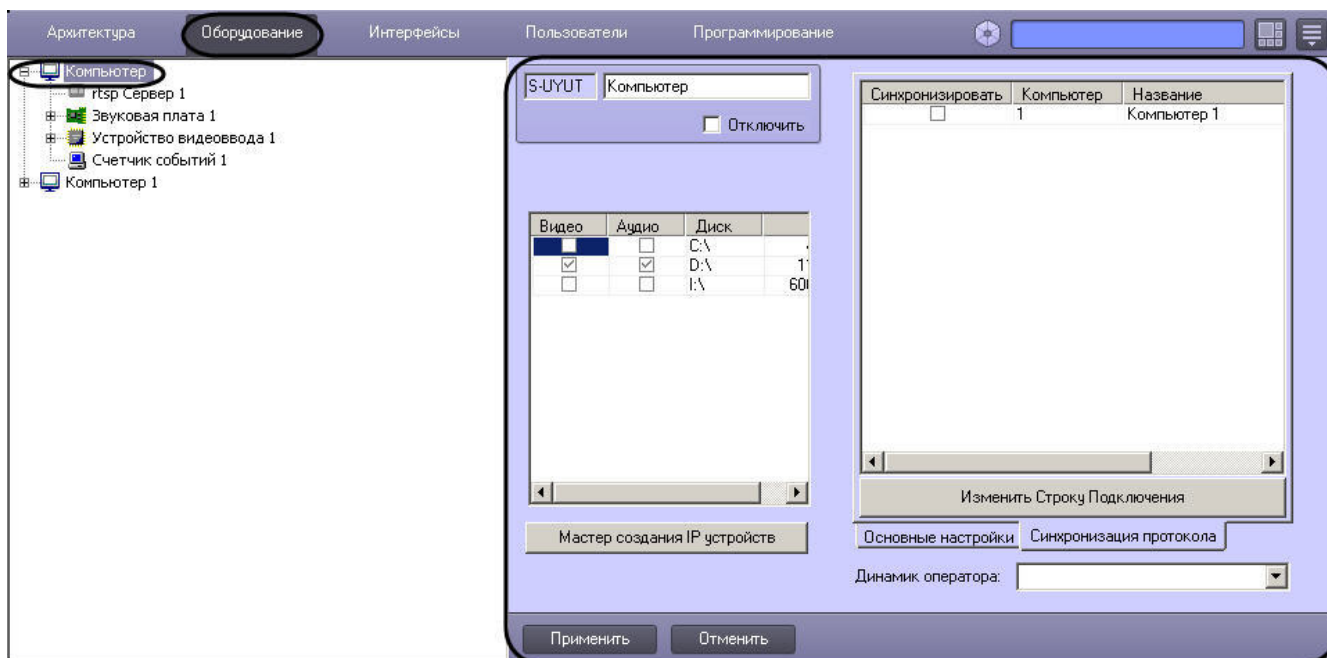 Архитектура Оборудование Интерфейсы Пользователи Программирование
Компьютер
rtsp Сервер 1
Звуковая плата 1
Устройство видеоввода 1
Счетчик событий 1
Компьютер 1
S-UYUT Компьютер
Отключить
Видео Аудио Диск
C:\
D:\ 11
I:\ 600
Мастер создания IP устройств
Синхронизировать Компьютер Название
1 Компьютер 1
Изменить Строку Подключения
Основные настройки Синхронизация протокола
Динамик оператора:
Применить Отменить